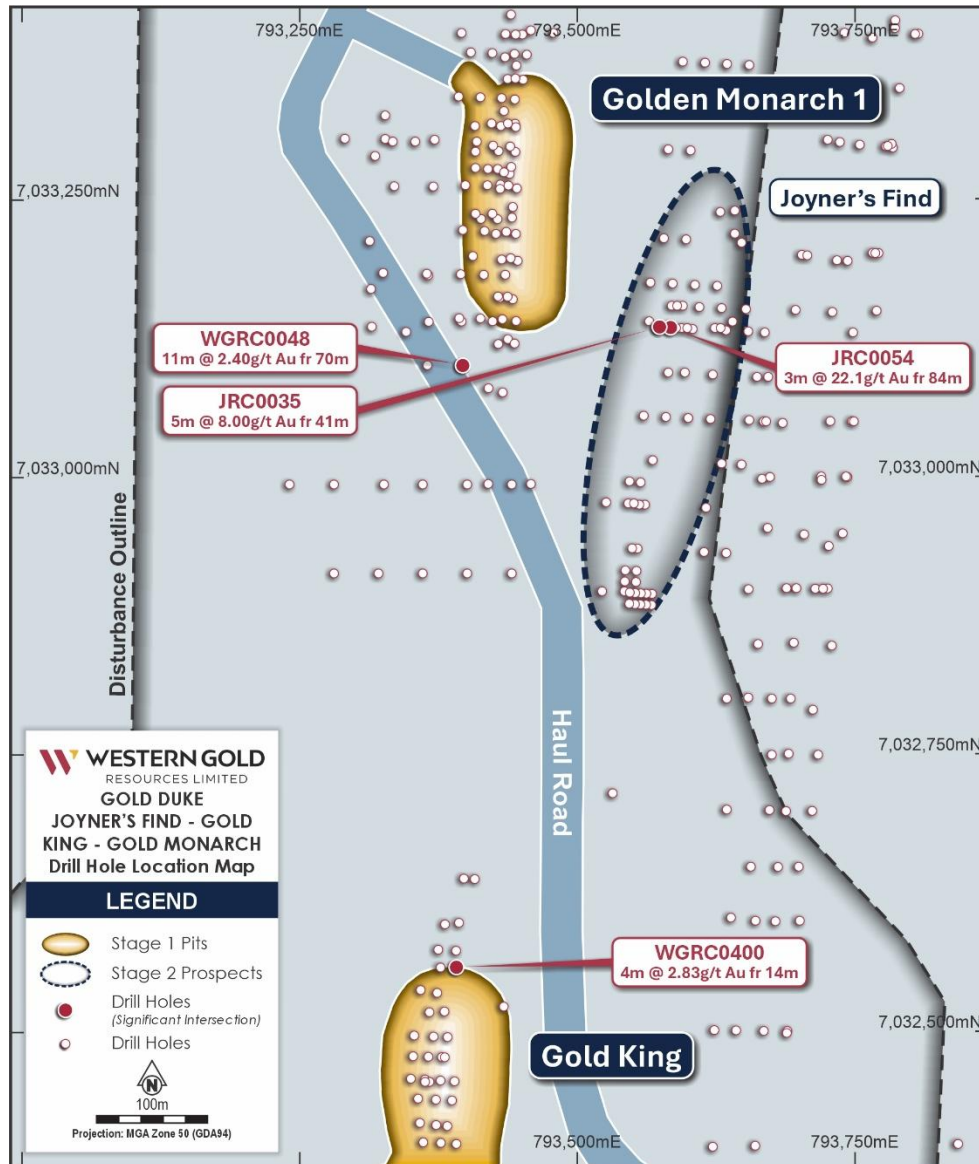 793,250mE
793,500mE
793,750mE
Golden Monarch 1
7,033,250mN
Joyner's Find
WGRC0048
11m @ 2.40g/t Au fr 70m
JRC0054
3m @ 22.1g/t Au fr 84m
JRC0035
5m @ 8.00g/t Au fr 41m
7,033,000mN
7,033,000mN
Disturbance Outline
Haul Road
7,032,750mN
WESTERN GOLD
RESOURCES LIMITED
GOLD DUKE
JOYNER'S FIND - GOLD
KING - GOLD MONARCH
Drill Hole Location Map
LEGEND
Stage 1 Pits
Stage 2 Prospects
Drill Holes
(Significant Intersection)
Drill Holes
N
100m
Projection: MGA Zone 50 (GDA94)
WGRC0400
4m @ 2.83g/t Au fr 14m
7,032,500mN
Gold King
793,500mE
793,750mE